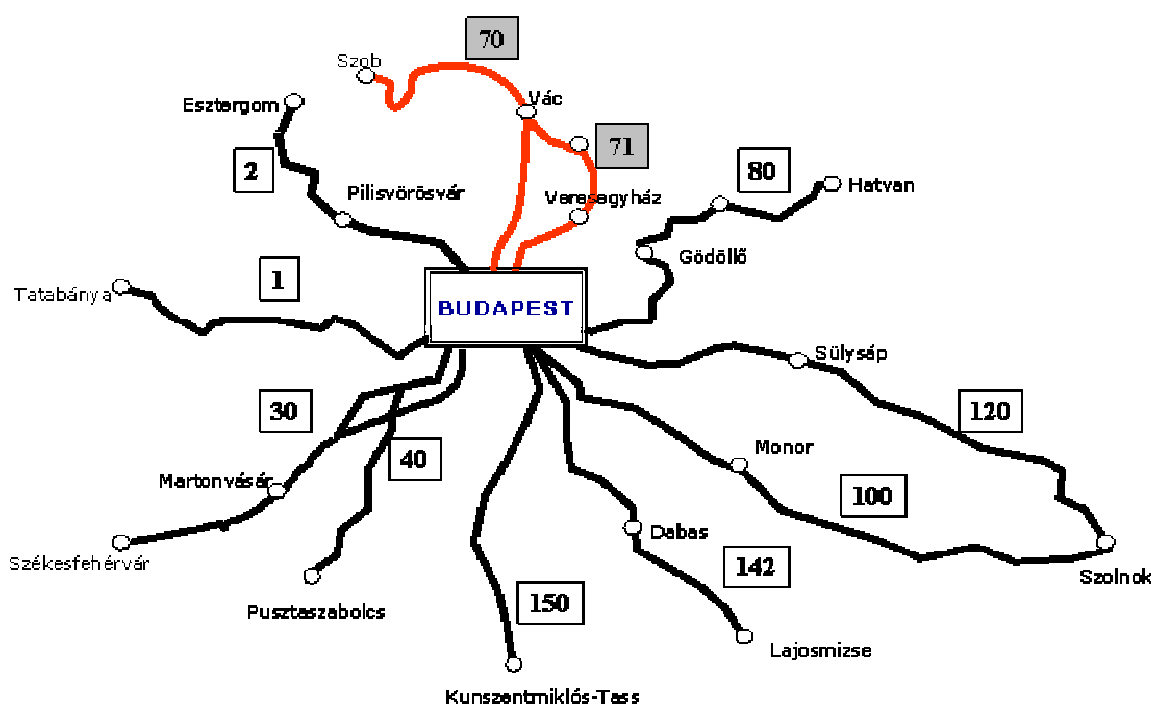 70
Szob
Vác
Esztergom
71
2
80
Pilisvörösvár
Veresegyház
Hatvan
Gödöllő
1
Tatabánya
BUDAPEST
Sülysáp
30
120
40
Monor
Martonvásár
100
Dabas
Székesfehérvár
142
Szolnok
150
Pusztaszabolcs
Lajosmizse
Kunszentmiklós-Tass